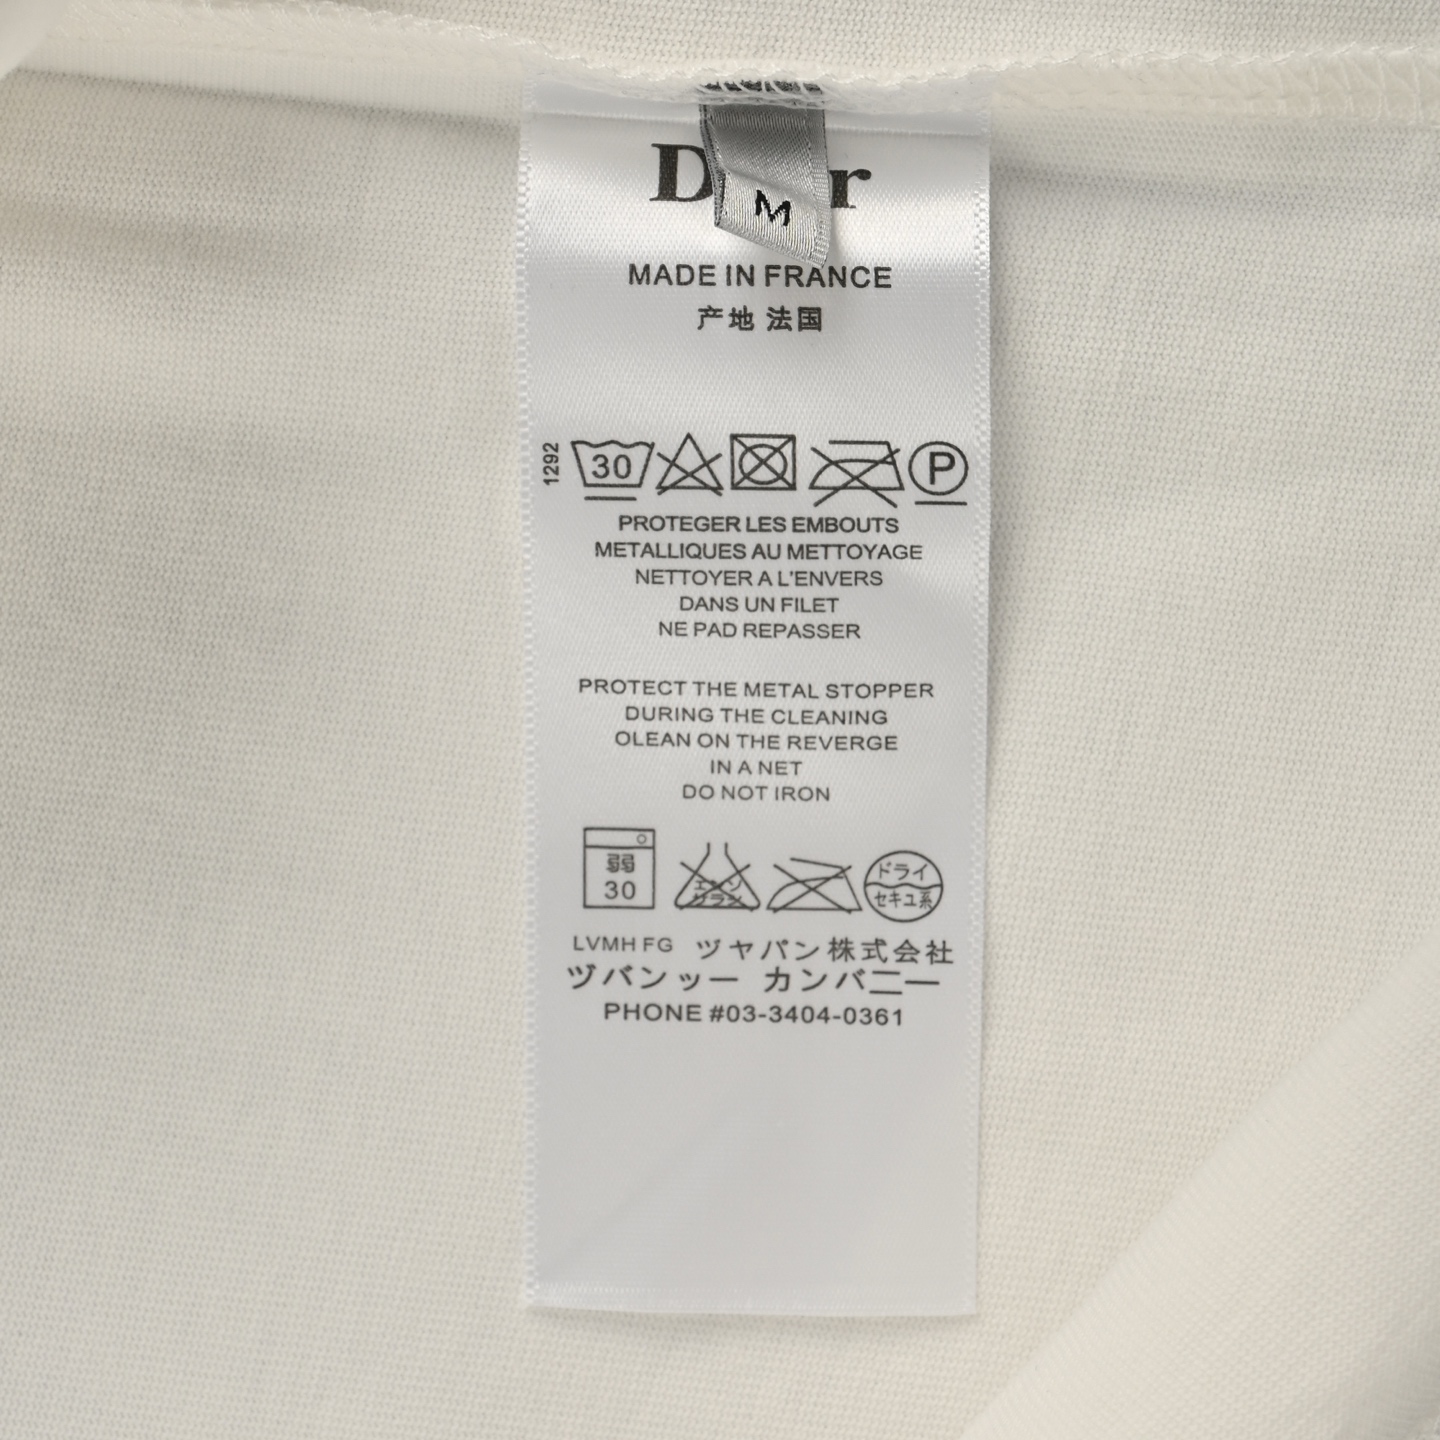 M
MADE IN FRANCE
产地 法国
1292
30 P
PROTEGER LES EMBOUTS
METALLIQUES AU METTOYAGE
NETTOYER A L'ENVERS
DANS UN FILET
NE PAD REPASSER
PROTECT THE METAL STOPPER
DURING THE CLEANING
OLEAN ON THE REVERGE
IN A NET
DO NOT IRON
弱
30
ドライ
セキユ系
LVMH FG ツヤパン株式会社
ヅバンッー カンバニー
PHONE #03-3404-0361